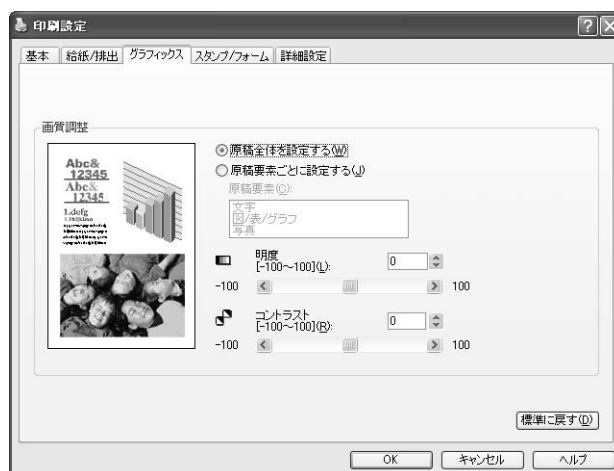 印刷設定
基本 給紙/排出 グラフィックス スタンプ/フォーム 詳細設定
画質調整
Abc&
12345
Abc&
12345
1.defg
原稿全体を設定する(W)
原稿要素ごとに設定する(J)
原稿要素(C):
文字
図/表/グラフ
写真
明度
[-100～100](L):
0
-100
100
コントラスト
[-100～100](R):
0
-100
100
標準に戻す(D)
OK キャンセル ヘルプ